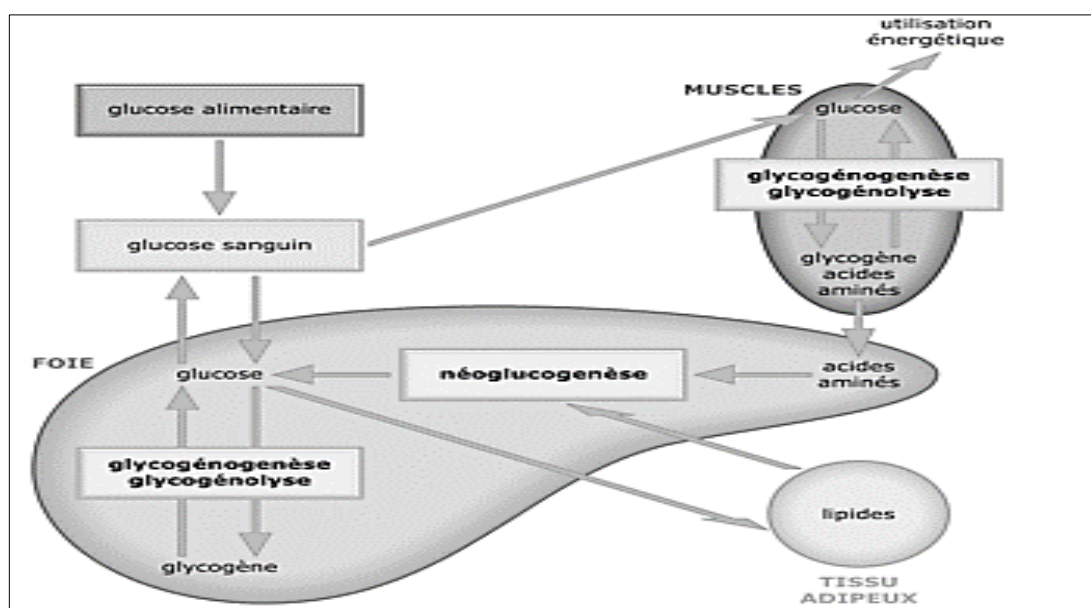 utilisation
énergétique
glucose alimentaire
MUSCLES
glucose
glycogénogenèse
glycogénolyse
glucose sanguin
glycogène
acides
aminés
FOIE
glucose
néoglucogenèse
acides
aminés
glycogénogenèse
glycogénolyse
lipides
glycogène
TISSU
ADIPEUX